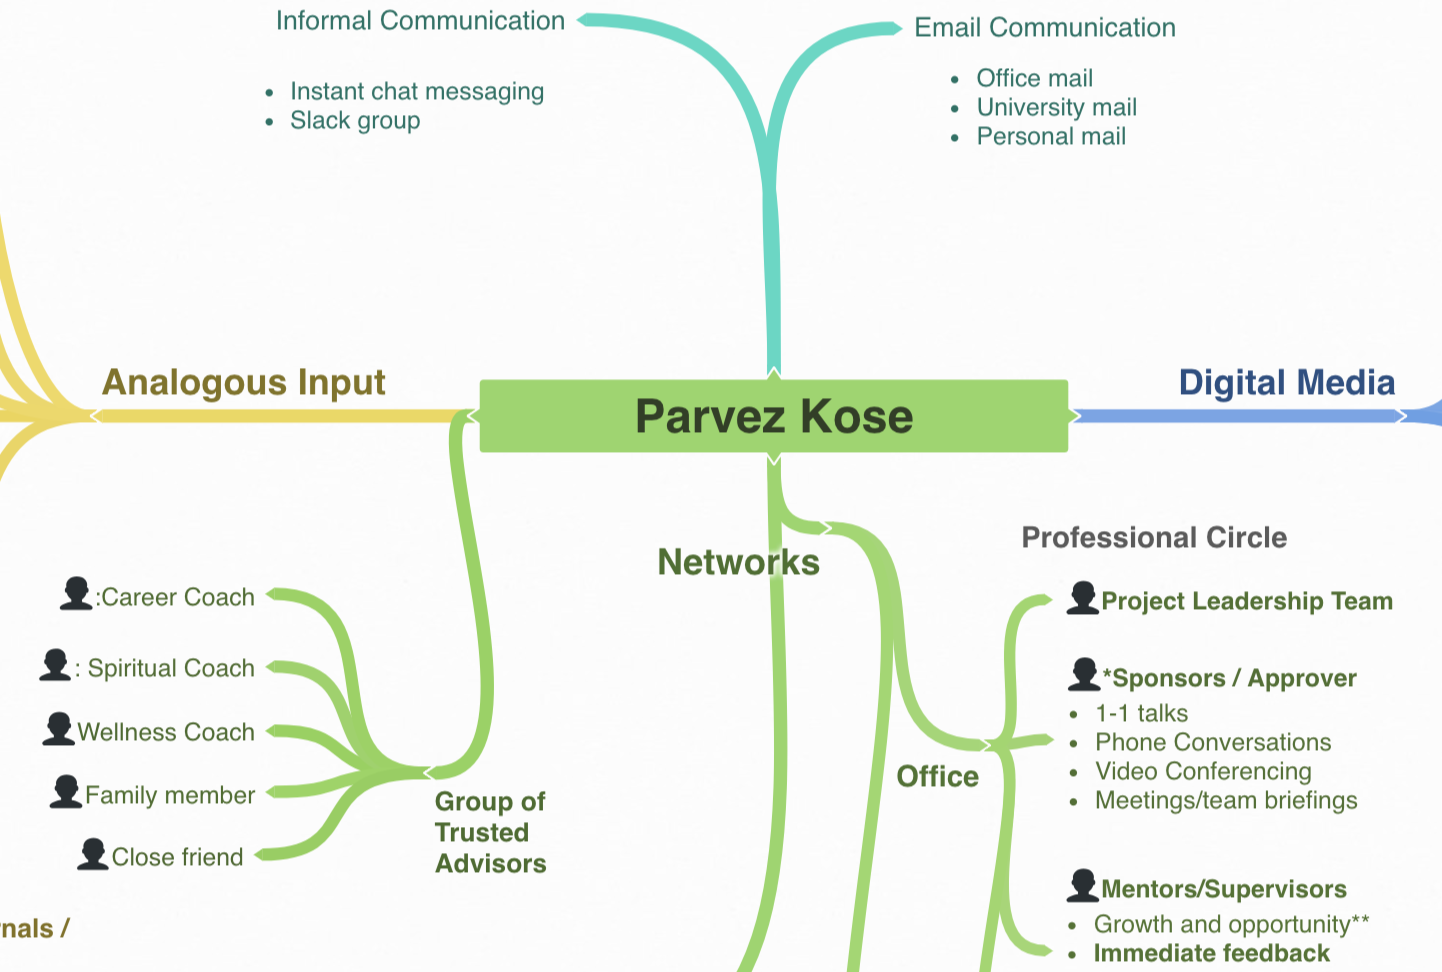 Informal Communication
• Instant chat messaging
• Slack group
Email Communication
• Office mail
• University mail
• Personal mail
Analogous Input
Parvez Kose
Digital Media
Networks
Professional Circle
:Career Coach
: Spiritual Coach
Wellness Coach
Family member
Close friend
Group of
Trusted
Advisors
Office
Project Leadership Team
*Sponsors / Approver
• 1-1 talks
• Phone Conversations
• Video Conferencing
• Meetings/team briefings
Mentors/Supervisors
• Growth and opportunity**
• Immediate feedback
nals /